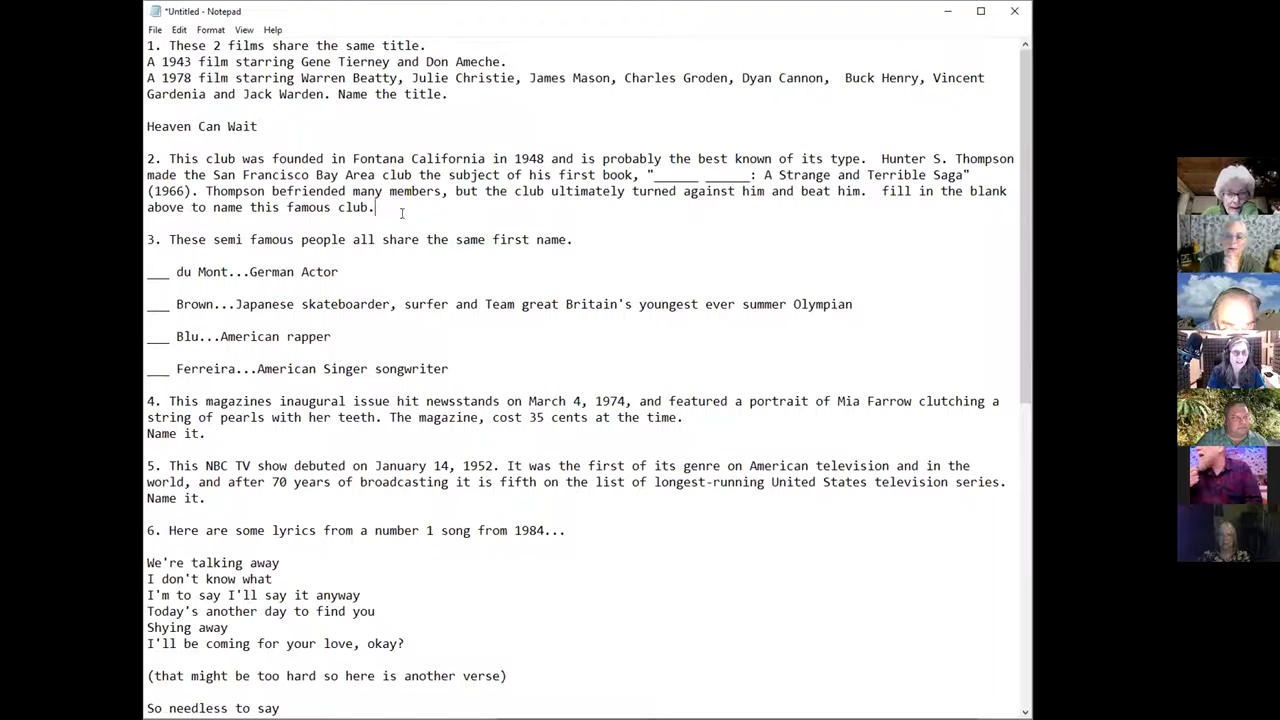 *Untitled - Notepad
File Edit Format View Help
1. These 2 films share the same title.
A 1943 film starring Gene Tierney and Don Ameche.
A 1978 film starring Warren Beatty, Julie Christie, James Mason, Charles Groden, Dyan Cannon,  Buck Henry, Vincent
Gardenia and Jack Warden. Name the title.
Heaven Can Wait
2. This club was founded in Fontana California in 1948 and is probably the best known of its type.  Hunter S. Thompson
made the San Francisco Bay Area club the subject of his first book, "______ ______: A Strange and Terrible Saga"
(1966). Thompson befriended many members, but the club ultimately turned against him and beat him.  fill in the blank
above to name this famous club.
3. These semi famous people all share the same first name.
___ du Mont...German Actor
___ Brown...Japanese skateboarder, surfer and Team great Britain's youngest ever summer Olympian
___ Blu...American rapper
___ Ferreira...American Singer songwriter
4. This magazines inaugural issue hit newsstands on March 4, 1974, and featured a portrait of Mia Farrow clutching a
string of pearls with her teeth. The magazine, cost 35 cents at the time.
Name it.
5. This NBC TV show debuted on January 14, 1952. It was the first of its genre on American television and in the
world, and after 70 years of broadcasting it is fifth on the list of longest-running United States television series.
Name it.
6. Here are some lyrics from a number 1 song from 1984...
We're talking away
I don't know what
I'm to say I'll say it anyway
Today's another day to find you
Shying away
I'll be coming for your love, okay?
(that might be too hard so here is another verse)
So needless to say